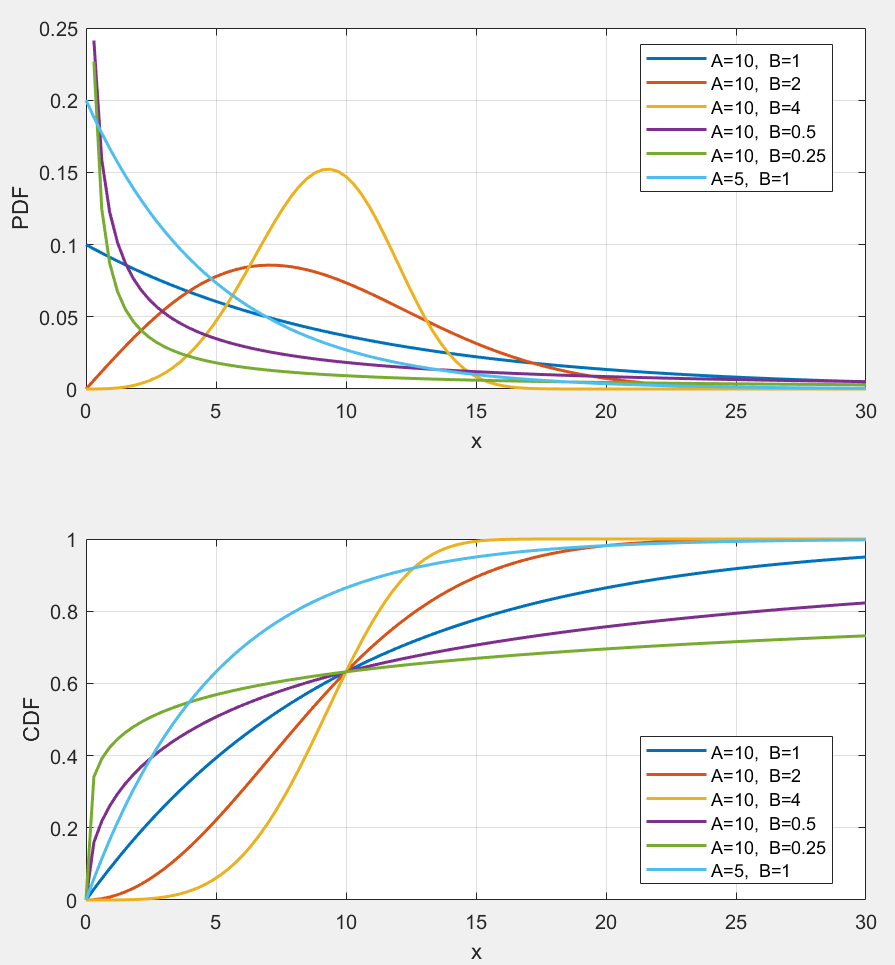 0.25
0.2
0.15
0.1
0.05
0
PDF
A=10,  B=1
A=10,  B=2
A=10,  B=4
A=10,  B=0.5
A=10,  B=0.25
A=5,  B=1
0 5 10 15 20 25 30
x
1
0.8
0.6
0.4
0.2
0
CDF
A=10,  B=1
A=10,  B=2
A=10,  B=4
A=10,  B=0.5
A=10,  B=0.25
A=5,  B=1
0 5 10 15 20 25 30
x